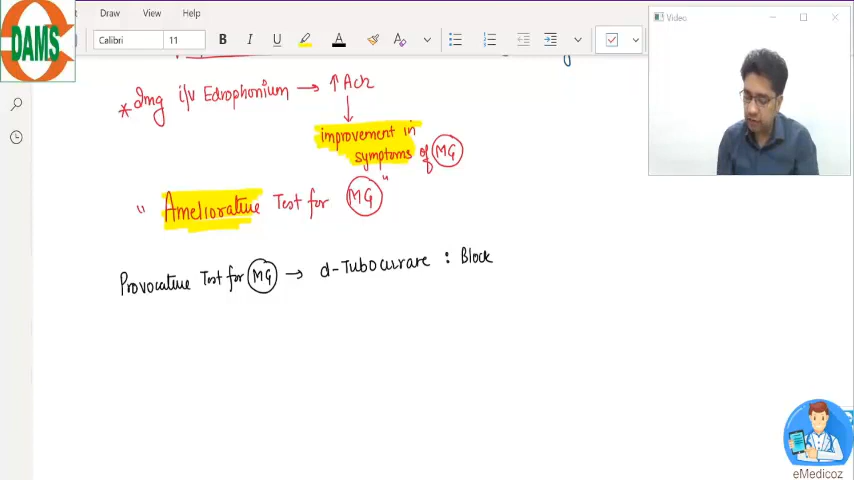 Draw View Help
DAMS
Video
Calibri 11 B I U A
* 2mg i/v Edrophonium → ↑ Ach
improvement in
symptoms of MG
" Ameliorative Test for MG "
Provocative Test for MG → d-Tubocurare : Block
eMedicoz